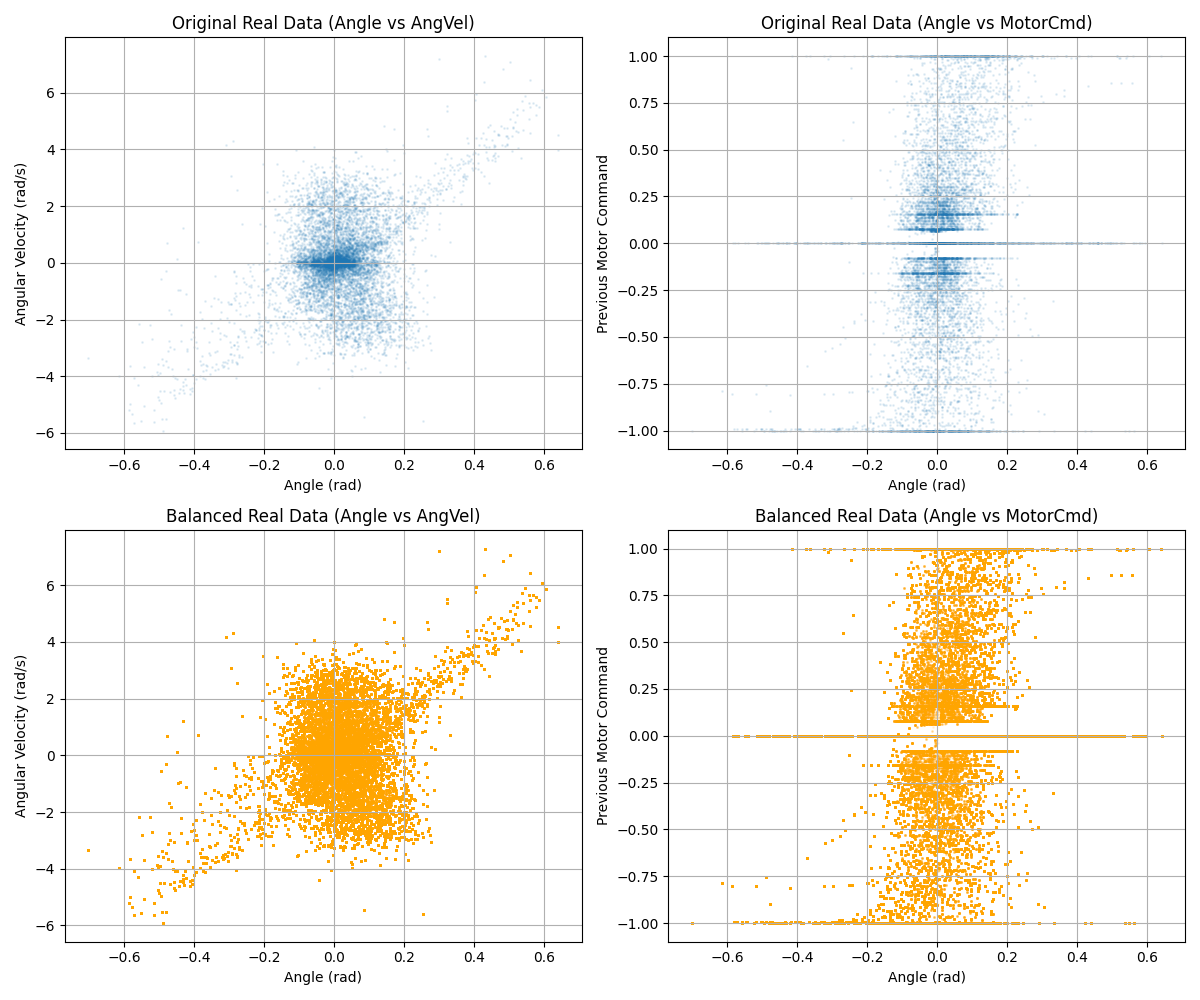 Original Real Data (Angle vs AngVel)
Angular Velocity (rad/s)
6
4
2
0
−2
−4
−6
−0.6 −0.4 −0.2 0.0 0.2 0.4 0.6
Angle (rad)
Original Real Data (Angle vs MotorCmd)
Previous Motor Command
1.00
0.75
0.50
0.25
0.00
−0.25
−0.50
−0.75
−1.00
−0.6 −0.4 −0.2 0.0 0.2 0.4 0.6
Angle (rad)
Balanced Real Data (Angle vs AngVel)
Angular Velocity (rad/s)
6
4
2
0
−2
−4
−6
−0.6 −0.4 −0.2 0.0 0.2 0.4 0.6
Angle (rad)
Balanced Real Data (Angle vs MotorCmd)
Previous Motor Command
1.00
0.75
0.50
0.25
0.00
−0.25
−0.50
−0.75
−1.00
−0.6 −0.4 −0.2 0.0 0.2 0.4 0.6
Angle (rad)